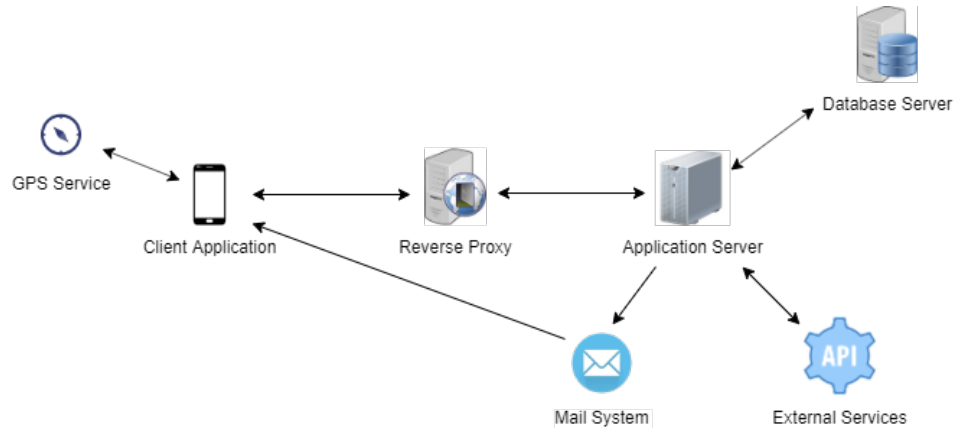 Database Server
GPS Service
Client Application
Reverse Proxy
Application Server
API
Mail System
External Services